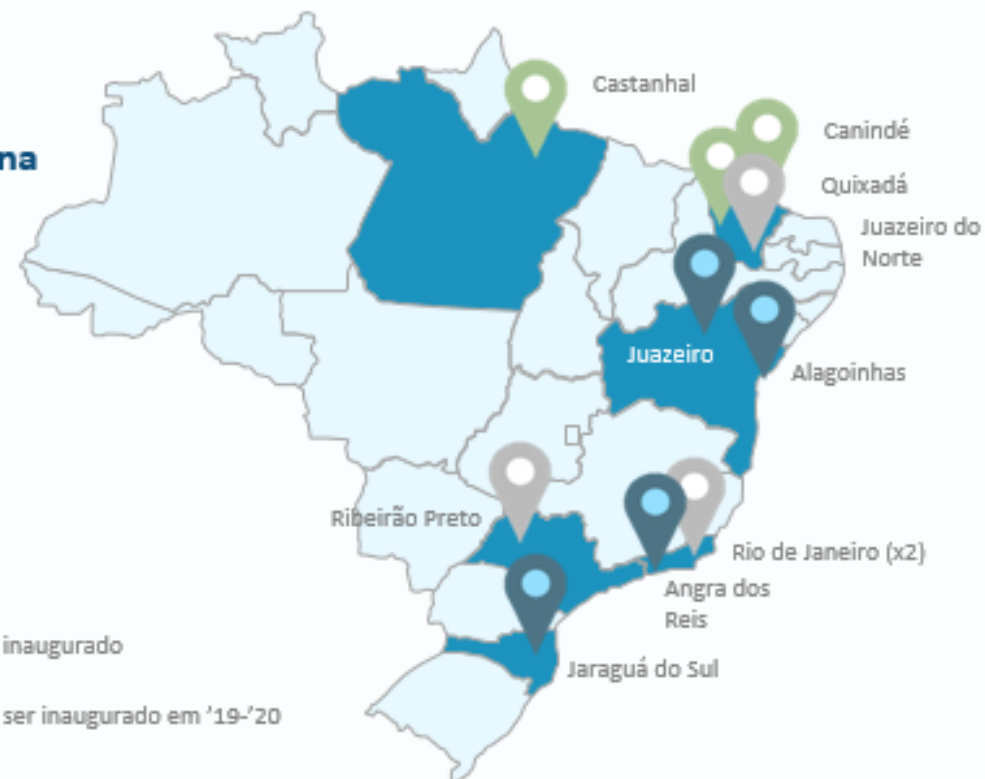 na
Castanhal
Canindé
Quixadá
Juazeiro do
Norte
Juazeiro
Alagoinhas
Ribeirão Preto
Rio de Janeiro (x2)
Angra dos
Reis
inaugurado
Jaraguá do Sul
ser inaugurado em ’19-’20